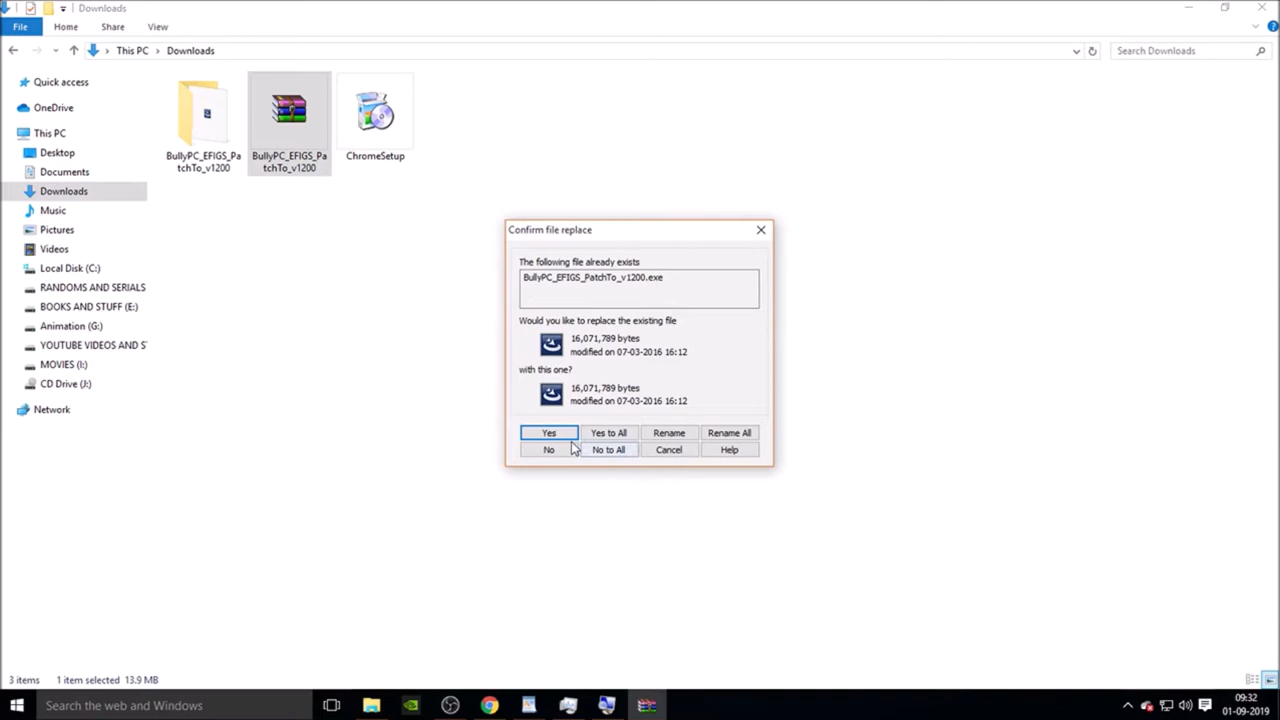 Downloads
File
Home
Share
View
This PC
Downloads
Search Downloads
Quick access
OneDrive
This PC
Desktop
Documents
Downloads
Music
Pictures
Videos
Local Disk (C:)
RANDOMS AND SERIALS
BOOKS AND STUFF (E:)
Animation (G:)
YOUTUBE VIDEOS AND S
MOVIES (I:)
CD Drive (J:)
Network
BullyPC_EFIGS_Pa
tchTo_v1200
BullyPC_EFIGS_Pa
tchTo_v1200
ChromeSetup
Confirm file replace
The following file already exists
BullyPC_EFIGS_PatchTo_v1200.exe
Would you like to replace the existing file
16,071,789 bytes
modified on 07-03-2016 16:12
with this one?
16,071,789 bytes
modified on 07-03-2016 16:12
Yes
Yes to All
Rename
Rename All
No
No to All
Cancel
Help
3 items
1 item selected 13.9 MB
Search the web and Windows
09:32
01-09-2019